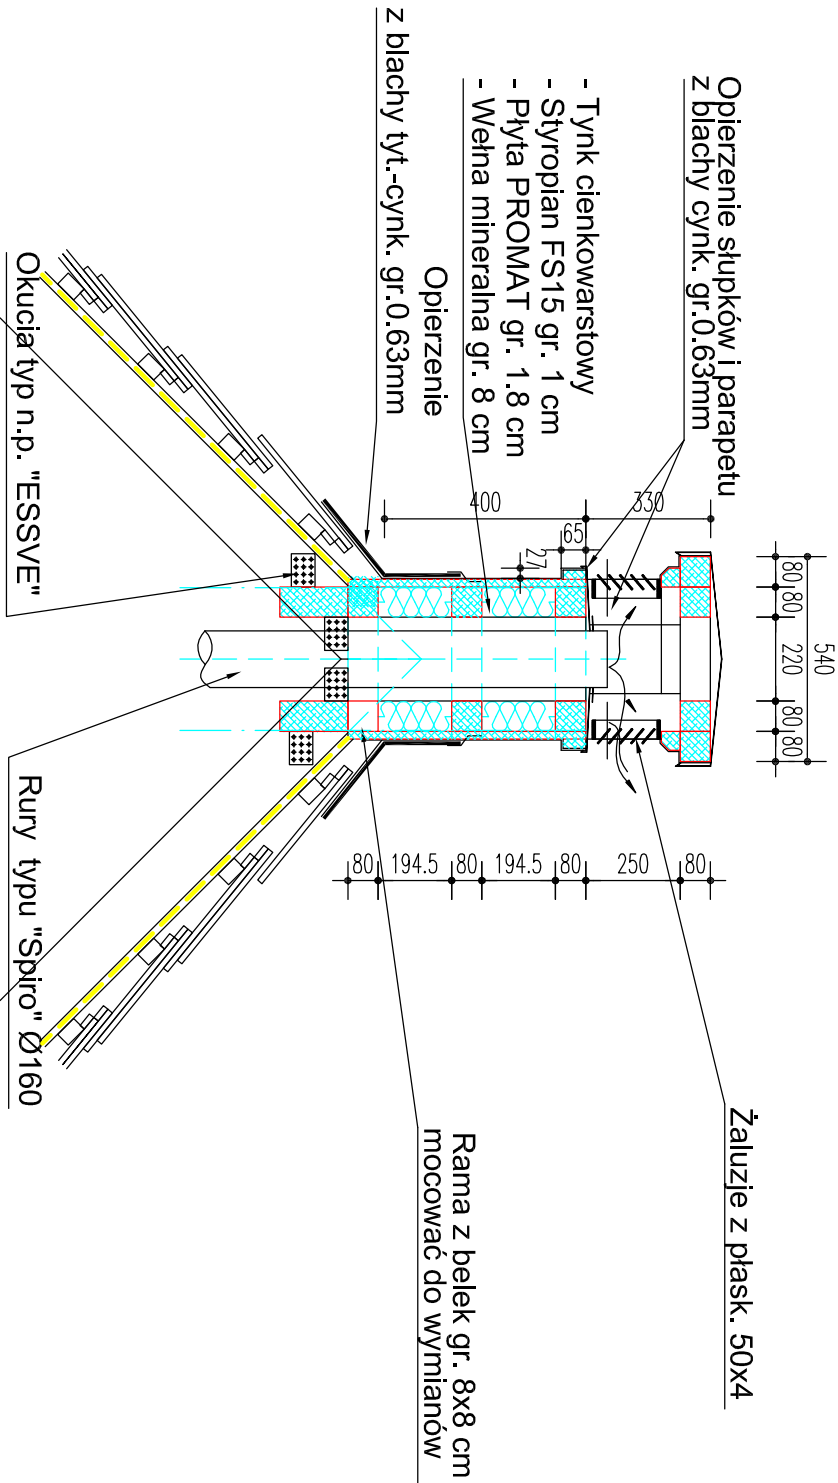 Opierzenie słupków i parapetu
z blachy cynk. gr.0.63mm
- Tynk cienkowarstowy
- Styropian FS15 gr. 1 cm
- Płyta PROMAT gr. 1.8 cm
- Wełna mineralna gr. 8 cm
Opierzenie
z blachy tyt.-cynk. gr.0.63mm
Okucia typ n.p. "ESSVE"
Rury typu "Spiro" Ø160
Żaluzje z płask. 50x4
Rama z belek gr. 8x8 cm
mocować do wymianów
540
80 80 220 80 80
400 330
65
27
80 194.5 80 194.5 80 250 80